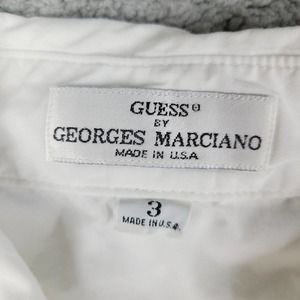 GUESS®
BY
GEORGES MARCIANO
MADE IN U.S.A
3
MADE IN U.S.A.